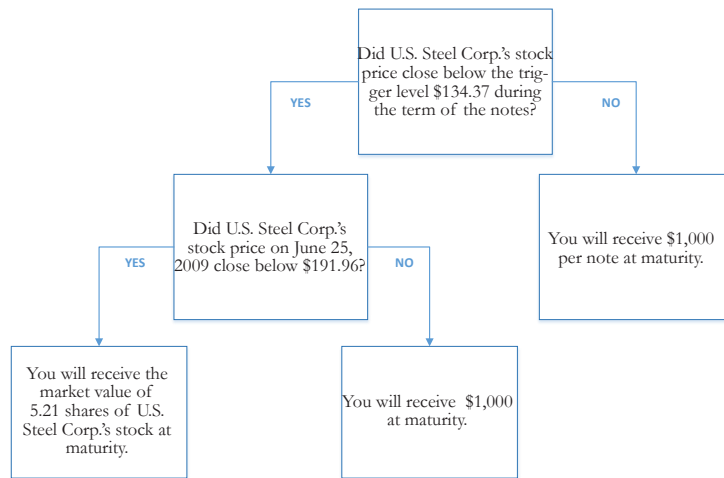 Did U.S. Steel Corp.'s stock
price close below the trig-
ger level $134.37 during
the term of the notes?
YES
NO
Did U.S. Steel Corp.'s
stock price on June 25,
2009 close below $191.96?
You will receive $1,000
per note at maturity.
YES
NO
You will receive the
market value of
5.21 shares of U.S.
Steel Corp.'s stock at
maturity.
You will receive $1,000
at maturity.